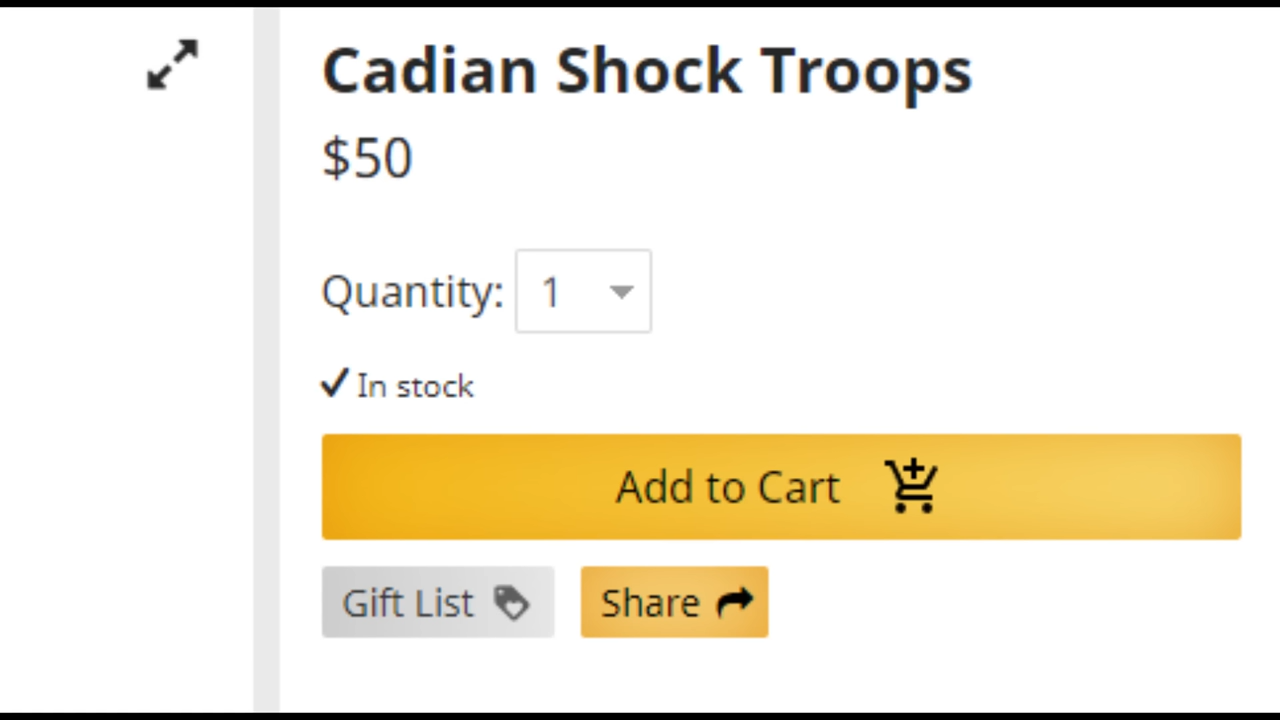 Cadian Shock Troops
$50
Quantity: 1
In stock
Add to Cart
Gift List Share